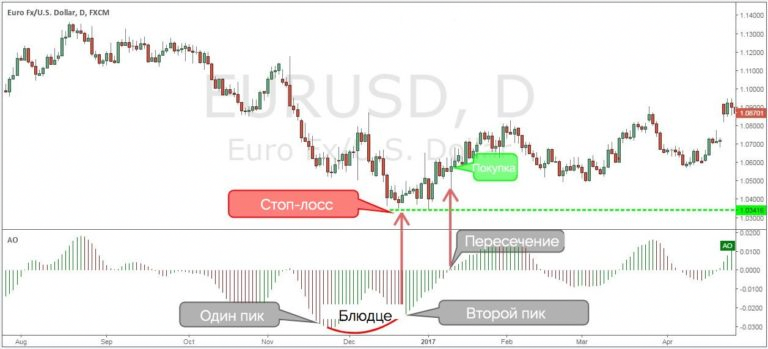 Euro Fx/U.S. Dollar, D, FXCM
1.14000
1.13000
1.12000
1.11000
1.10000
1.09000
1.08701
1.08000
1.07000
1.06000
1.05000
1.04000
1.03416
1.03000
EURUSD, D
Euro Fx/U.S. Dollar
Покупка
Стоп-лосс
AO
0.0200
AO
0.0100
0.0000
-0.0100
-0.0200
-0.0300
Пересечение
Один пик
Блюдце
Второй пик
Aug
Sep
Oct
Nov
Dec
2017
Feb
Mar
Apr